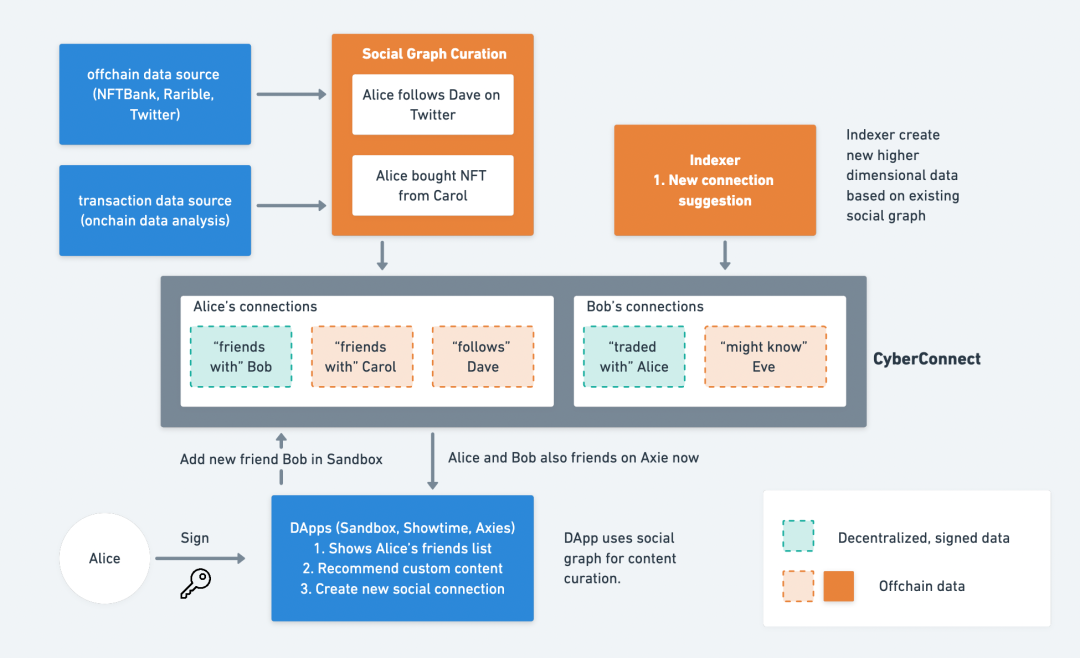 offchain data source
(NFTBank, Rarible,
Twitter)
transaction data source
(onchain data analysis)
Social Graph Curation
Alice follows Dave on
Twitter
Alice bought NFT
from Carol
Indexer
1. New connection
suggestion
Indexer create
new higher
dimensional data
based on existing
social graph
Alice's connections
“friends
with” Bob
“friends
with” Carol
“follows”
Dave
Bob's connections
“traded
with” Alice
“might know”
Eve
CyberConnect
Add new friend Bob in Sandbox
Alice and Bob also friends on Axie now
Alice
Sign
DApps (Sandbox, Showtime, Axies)
1. Shows Alice's friends list
2. Recommend custom content
3. Create new social connection
DApp uses social
graph for content
curation.
Decentralized, signed data
Offchain data